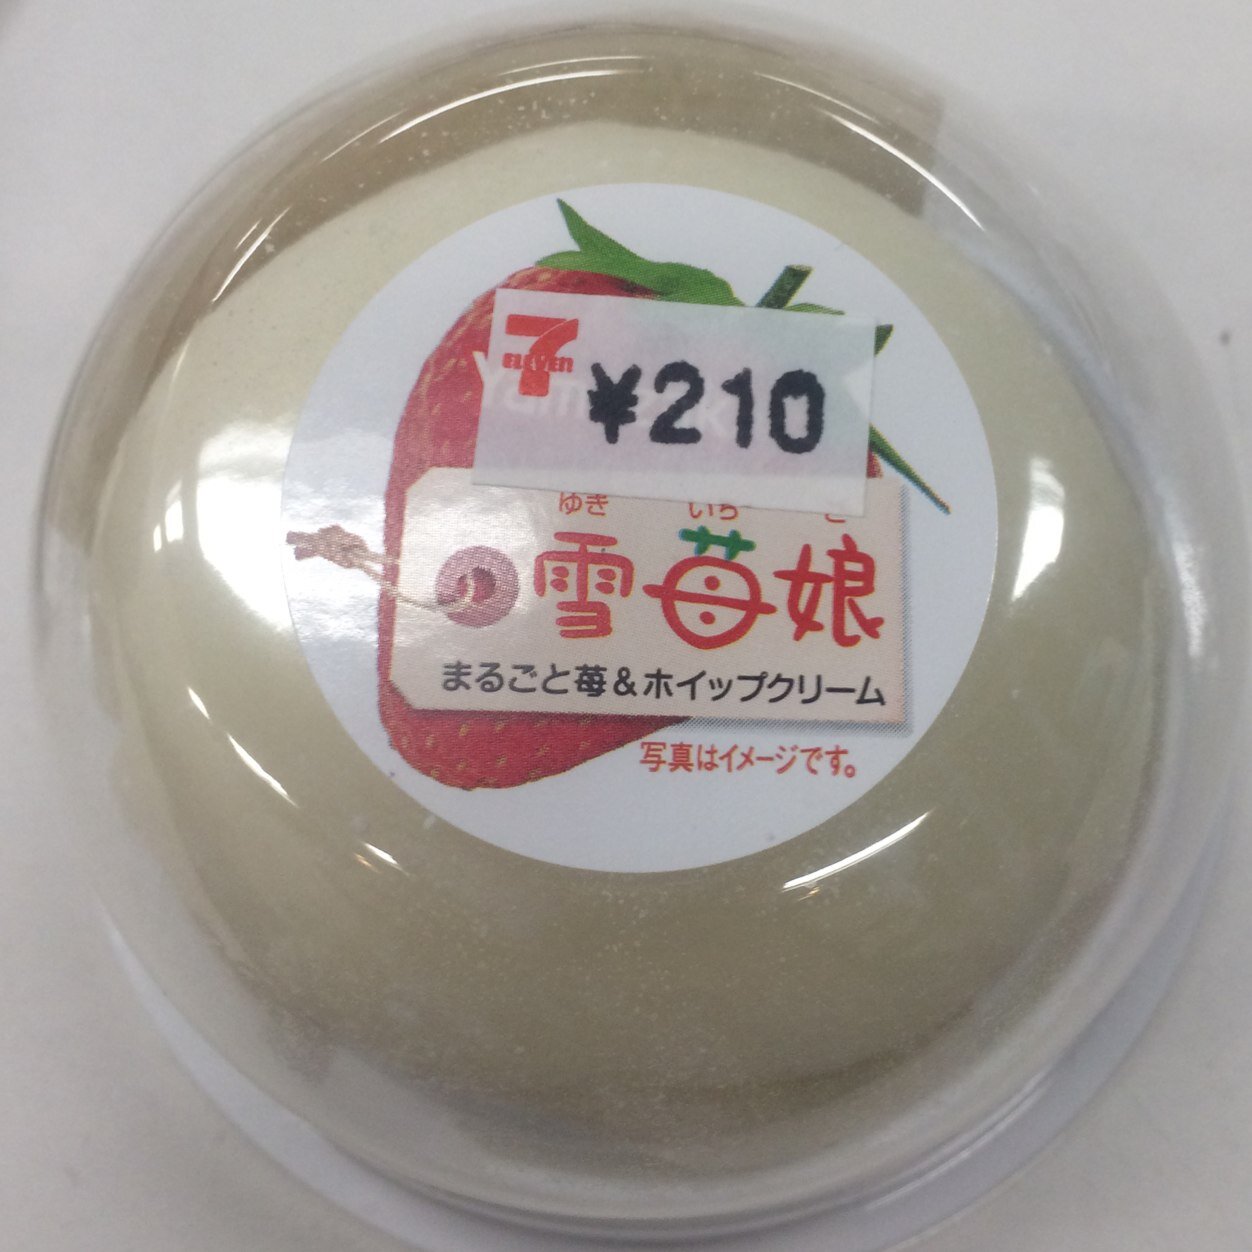 7
ELEVEN
¥210
ゆき いちご
雪苺娘
まるごと苺&ホイップクリーム
写真はイメージです。